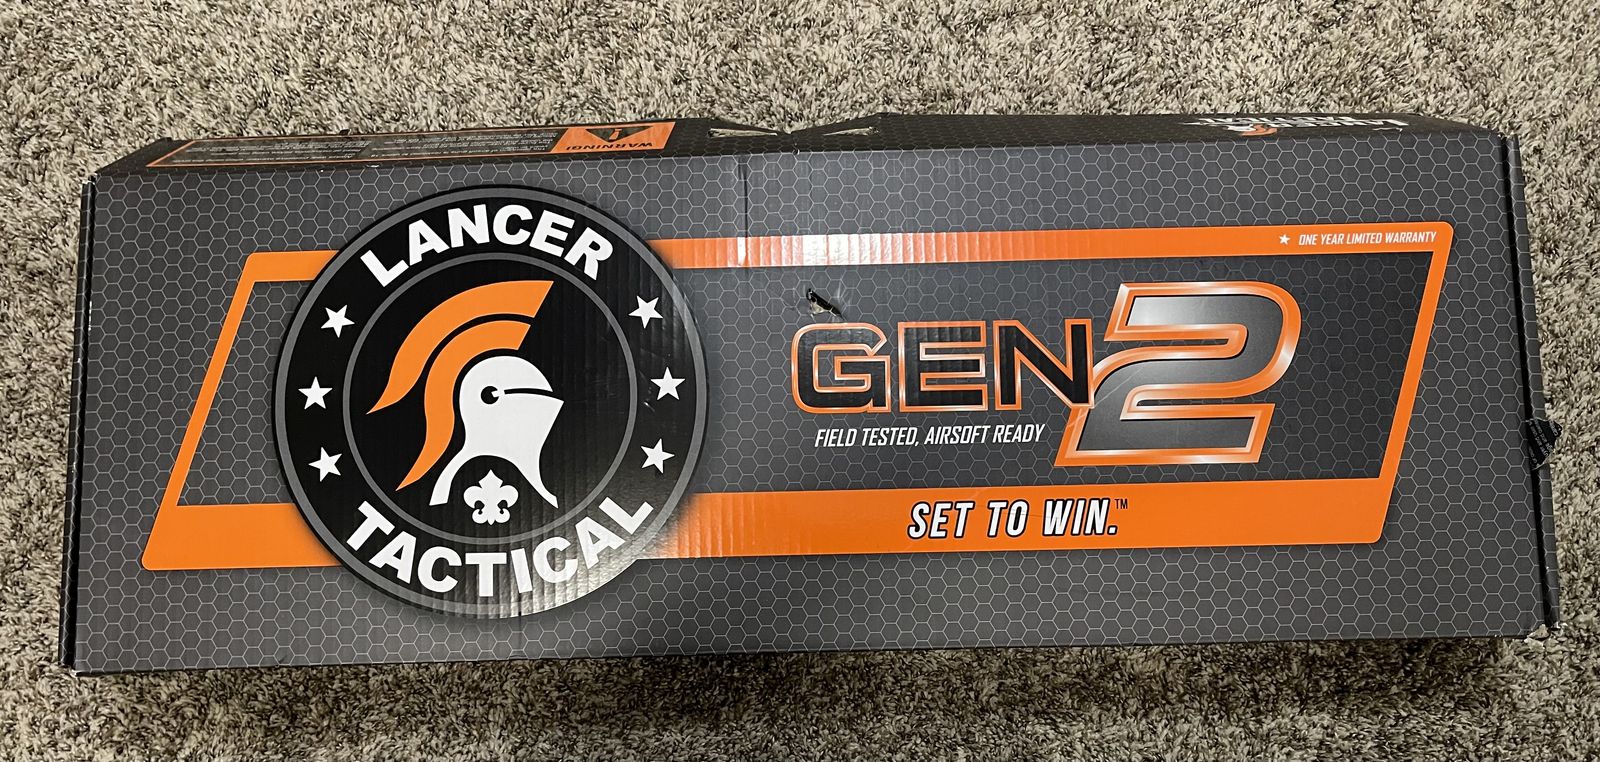 WARNING!
LANCER
TACTICAL
★ ONE YEAR LIMITED WARRANTY
GEN2
FIELD TESTED, AIRSOFT READY
SET TO WIN.™